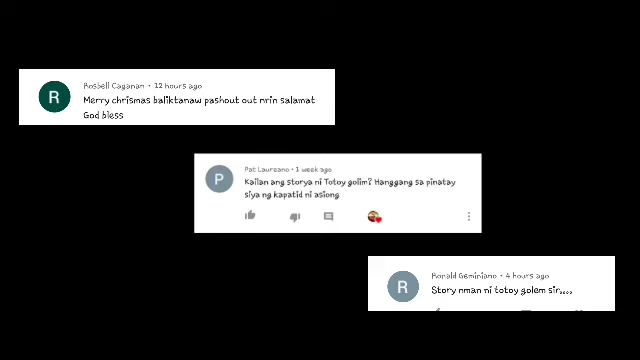 R
Rosbell Caganan • 12 hours ago
Merry chrismas baliktanaw pashout out nrin salamat
God bless
P
Pat Laureano • 1 week ago
Kailan ang storya ni Totoy golim? Hanggang sa pinatay
siya ng kapatid ni asiong
R
Ronald Geminiano • 4 hours ago
Story nman ni totoy golem sir....